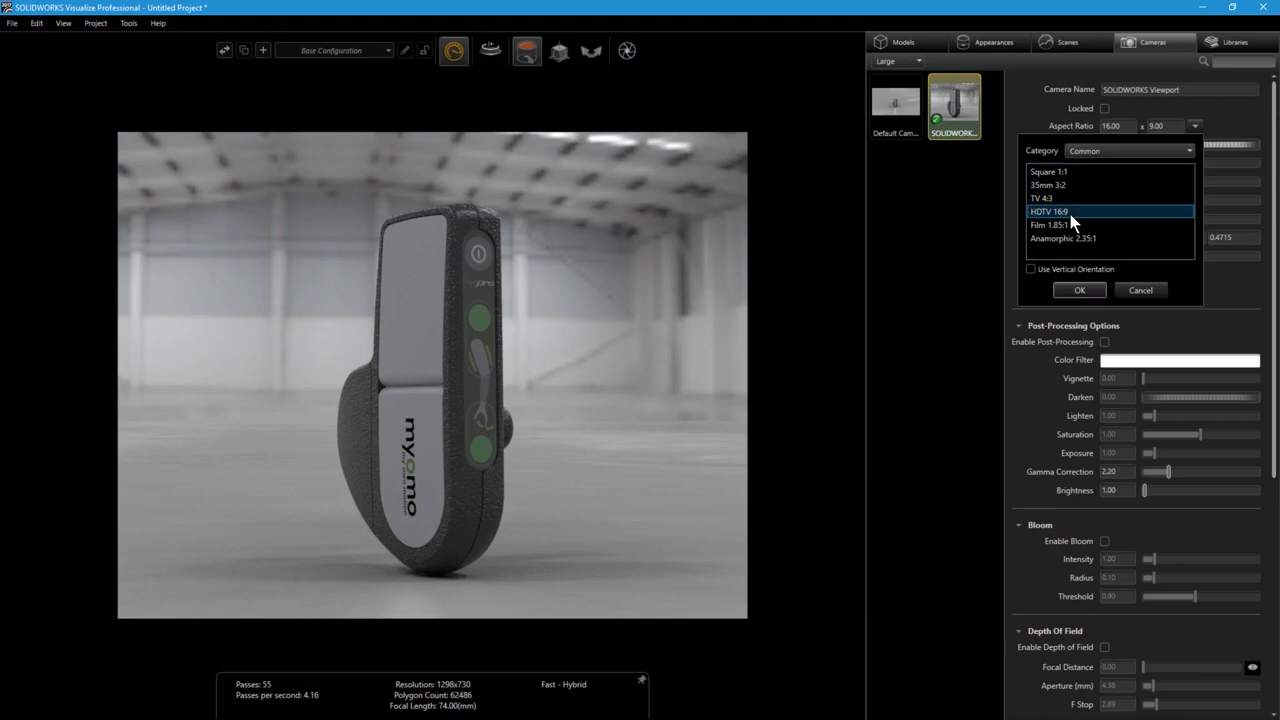 2017 SOLIDWORKS Visualize Professional - Untitled Project *
File Edit View Project Tools Help
Base Configuration
Models Appearances Scenes Cameras Libraries
Large
Default Cam... SOLIDWORK...
Camera Name SOLIDWORKS Viewport
Locked
Aspect Ratio 16.00 x 9.00
Category Common
Square 1:1
35mm 3:2
TV 4:3
HDTV 16:9
Film 1.85:1
Anamorphic 2.35:1
0.4715
Use Vertical Orientation
OK Cancel
Post-Processing Options
Enable Post-Processing
Color Filter
Vignette 0.00
Darken 0.00
Lighten 1.00
Saturation 1.00
Exposure 1.00
Gamma Correction 2.20
Brightness 1.00
Bloom
Enable Bloom
Intensity 1.00
Radius 0.10
Threshold 0.90
Depth Of Field
Enable Depth of Field
Focal Distance 0.00
Aperture (mm) 4.38
F Stop 2.69
pro
myomo
Passes: 55 Resolution: 1298x730 Fast - Hybrid
Passes per second: 4.16 Polygon Count: 62486
Focal Length: 74.00(mm)